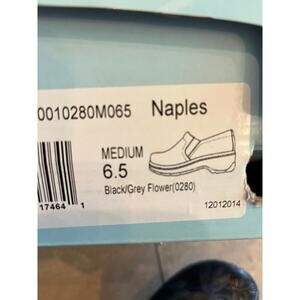 0010280M065 Naples
MEDIUM
6.5
Black/Grey Flower(0280)
17464 1
12012014